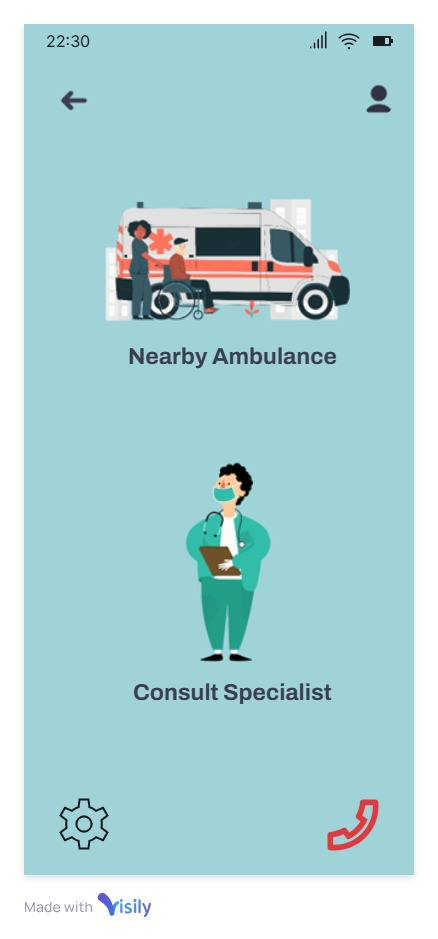 22:30
Nearby Ambulance
Consult Specialist
Made with Visily